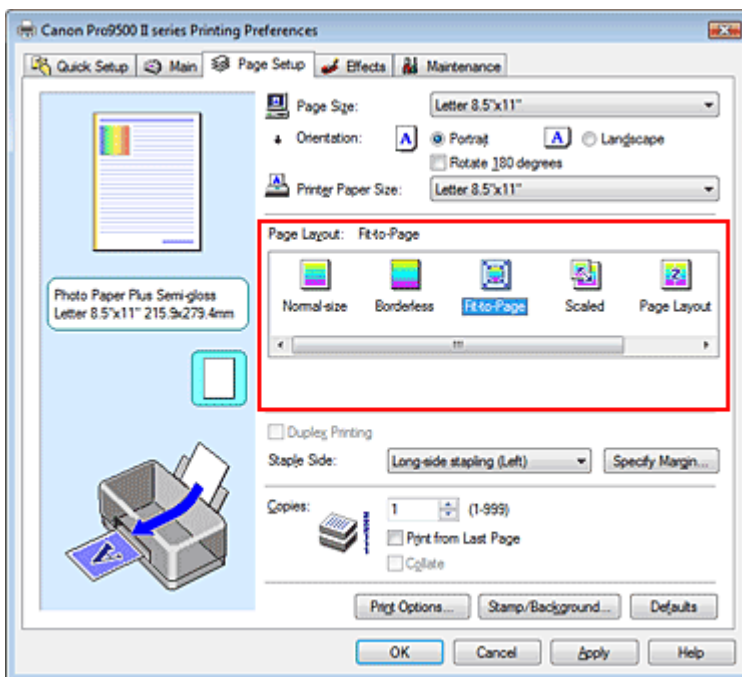 Canon Pro9500 II series Printing Preferences
Quick Setup Main Page Setup Effects Maintenance
Page Size: Letter 8.5"x11"
Orientation: A Portrait A Landscape
Rotate 180 degrees
Printer Paper Size: Letter 8.5"x11"
Page Layout: Fit-to-Page
Normal-size Borderless Fit-to-Page Scaled Page Layout
Photo Paper Plus Semi-gloss
Letter 8.5"x11" 215.9x279.4mm
Duplex Printing
Staple Side: Long-side stapling (Left) Specify Margin...
Copies: 1 (1-999)
Print from Last Page
Collate
Print Options... Stamp/Background... Defaults
OK Cancel Apply Help